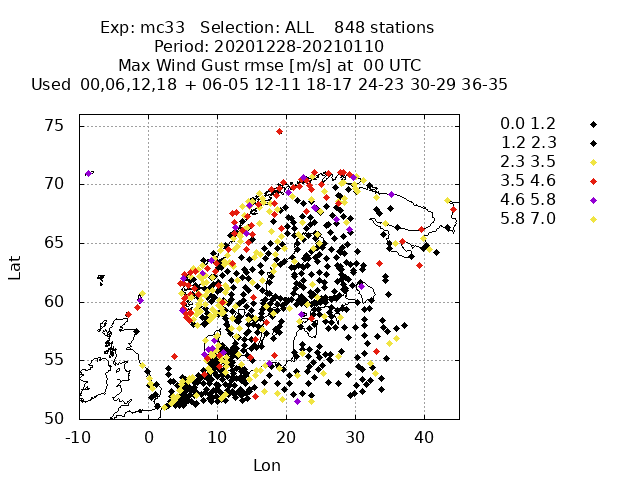 Exp: mc33   Selection: ALL    848 stations
Period: 20201228-20210110
Max Wind Gust rmse [m/s] at  00 UTC
Used  00,06,12,18  + 06-05 12-11 18-17 24-23 30-29 36-35
0.0 1.2
1.2 2.3
2.3 3.5
3.5 4.6
4.6 5.8
5.8 7.0
75
70
65
60
55
50
Lat
-10 0 10 20 30 40
Lon